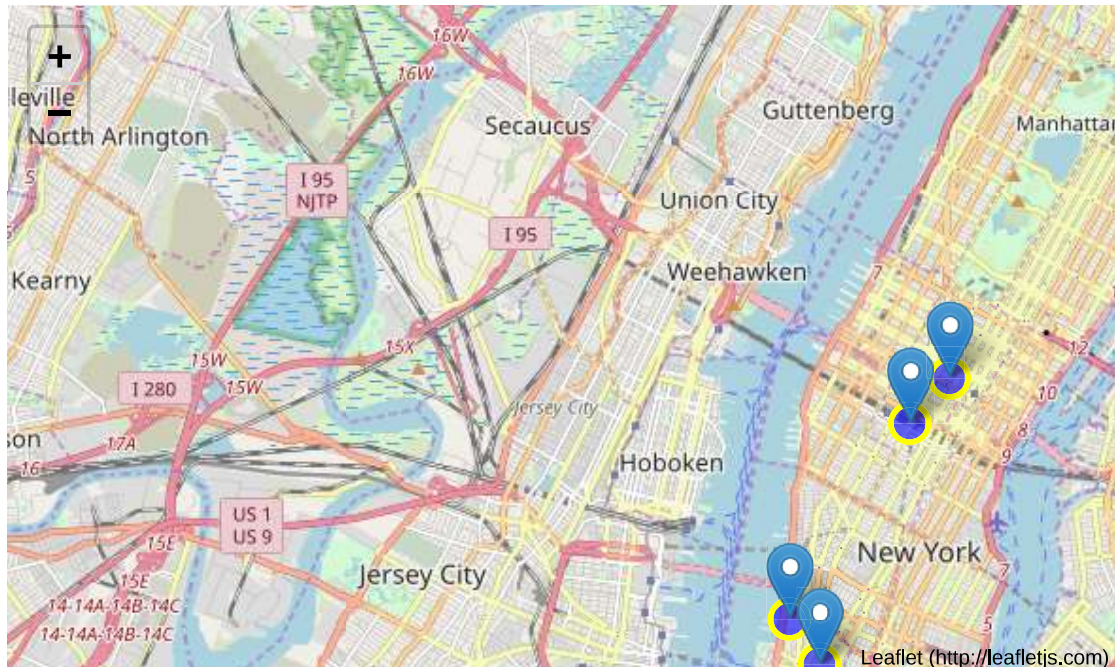 +
16W
16W
leville
Secaucus
Guttenberg
North Arlington
Manhattan
I 95
NJTP
5
Union City
I 95
Kearny
Weehawken
7
15W
15X
12
I 280
15W
10
Jersey City
17A
8
son
16
Hoboken
9
US 1
US 9
15E
New York
Jersey City
15E
7
14-14A-14B-14C
5
14-14A-14B-14C
Leaflet (http://leafletjs.com)